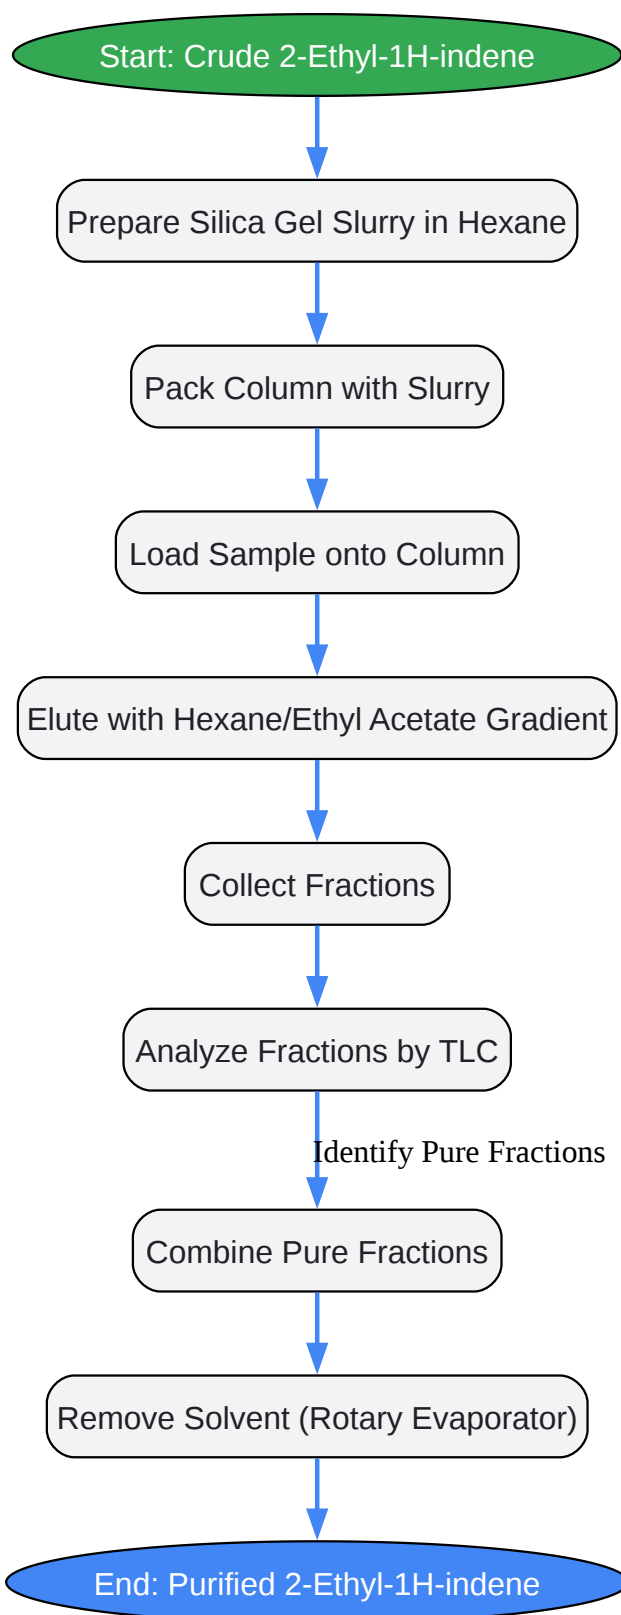 Start: Crude 2-Ethyl-1H-indene
Prepare Silica Gel Slurry in Hexane
Pack Column with Slurry
Load Sample onto Column
Elute with Hexane/Ethyl Acetate Gradient
Collect Fractions
Analyze Fractions by TLC
Identify Pure Fractions
Combine Pure Fractions
Remove Solvent (Rotary Evaporator)
End: Purified 2-Ethyl-1H-indene